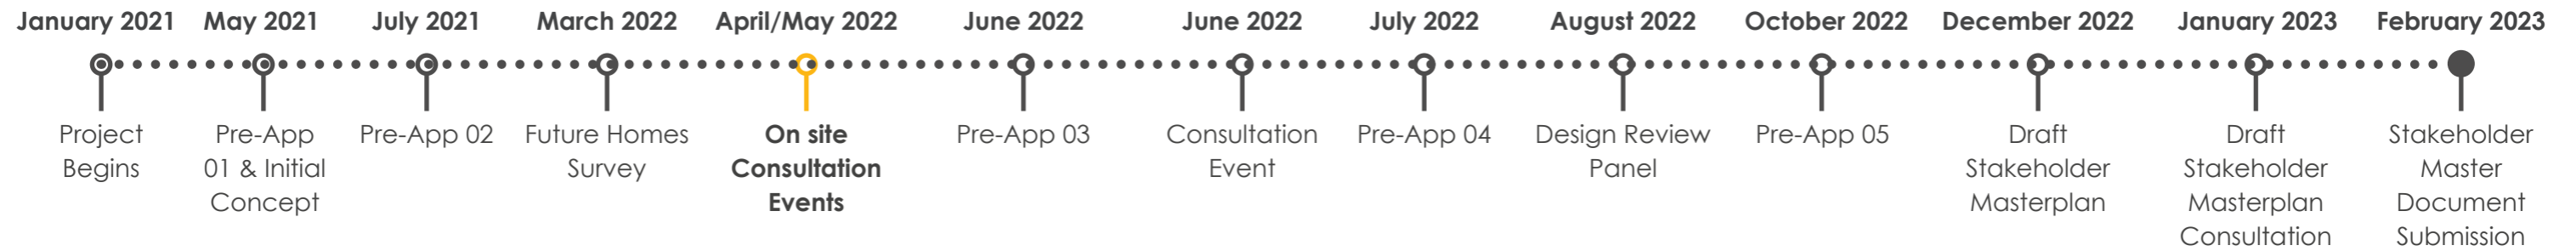 January 2021
May 2021
July 2021
March 2022
April/May 2022
June 2022
June 2022
July 2022
August 2022
October 2022
December 2022
January 2023
February 2023
Project
Begins
Pre-App
01 & Initial
Concept
Pre-App 02
Future Homes
Survey
On site
Consultation
Events
Pre-App 03
Consultation
Event
Pre-App 04
Design Review
Panel
Pre-App 05
Draft
Stakeholder
Masterplan
Draft
Stakeholder
Masterplan
Consultation
Stakeholder
Master
Document
Submission